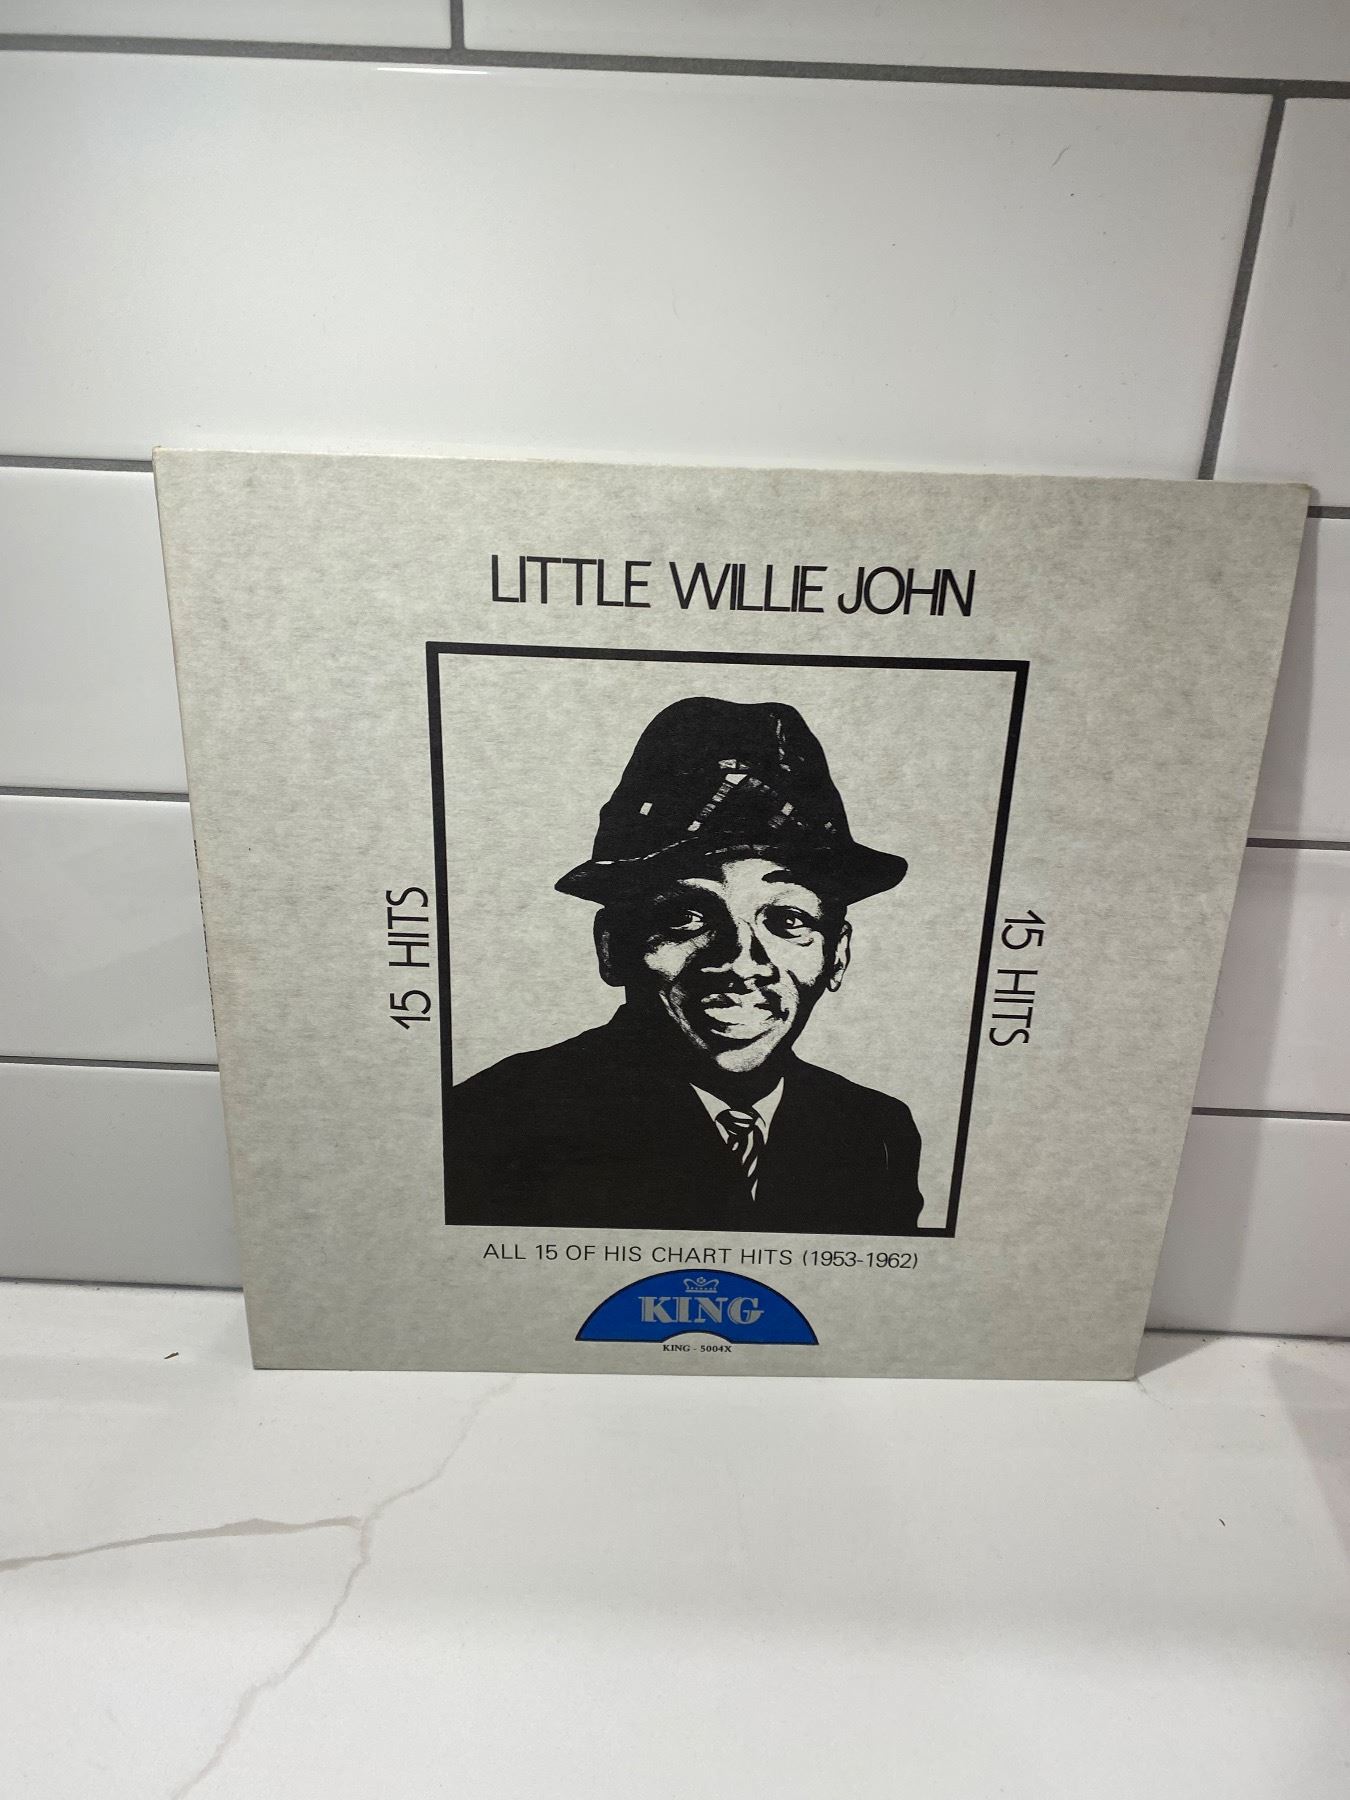 LITTLE WILLIE JOHN
15 HITS
15 HITS
ALL 15 OF HIS CHART HITS (1953-1962)
KING
KING - 5004X